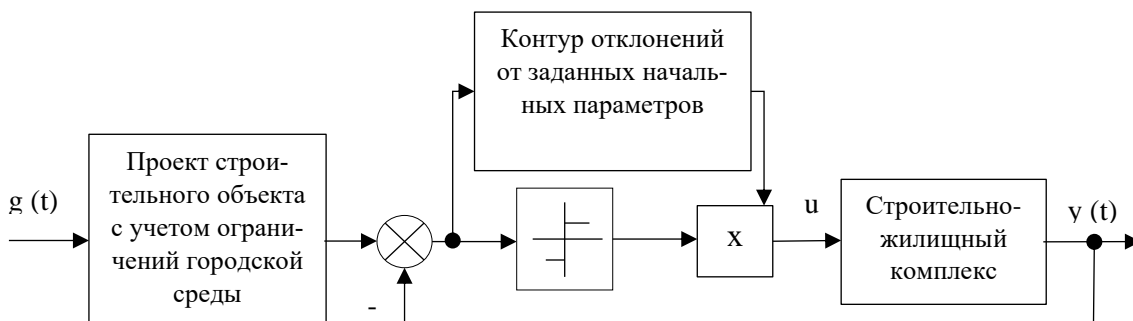 Контур отклонений
от заданных началь-
ных параметров
Проект строи-
тельного объекта
с учетом ограни-
чений городской
среды
g (t)
-
x
u
Строительно-
жилищный
комплекс
y (t)